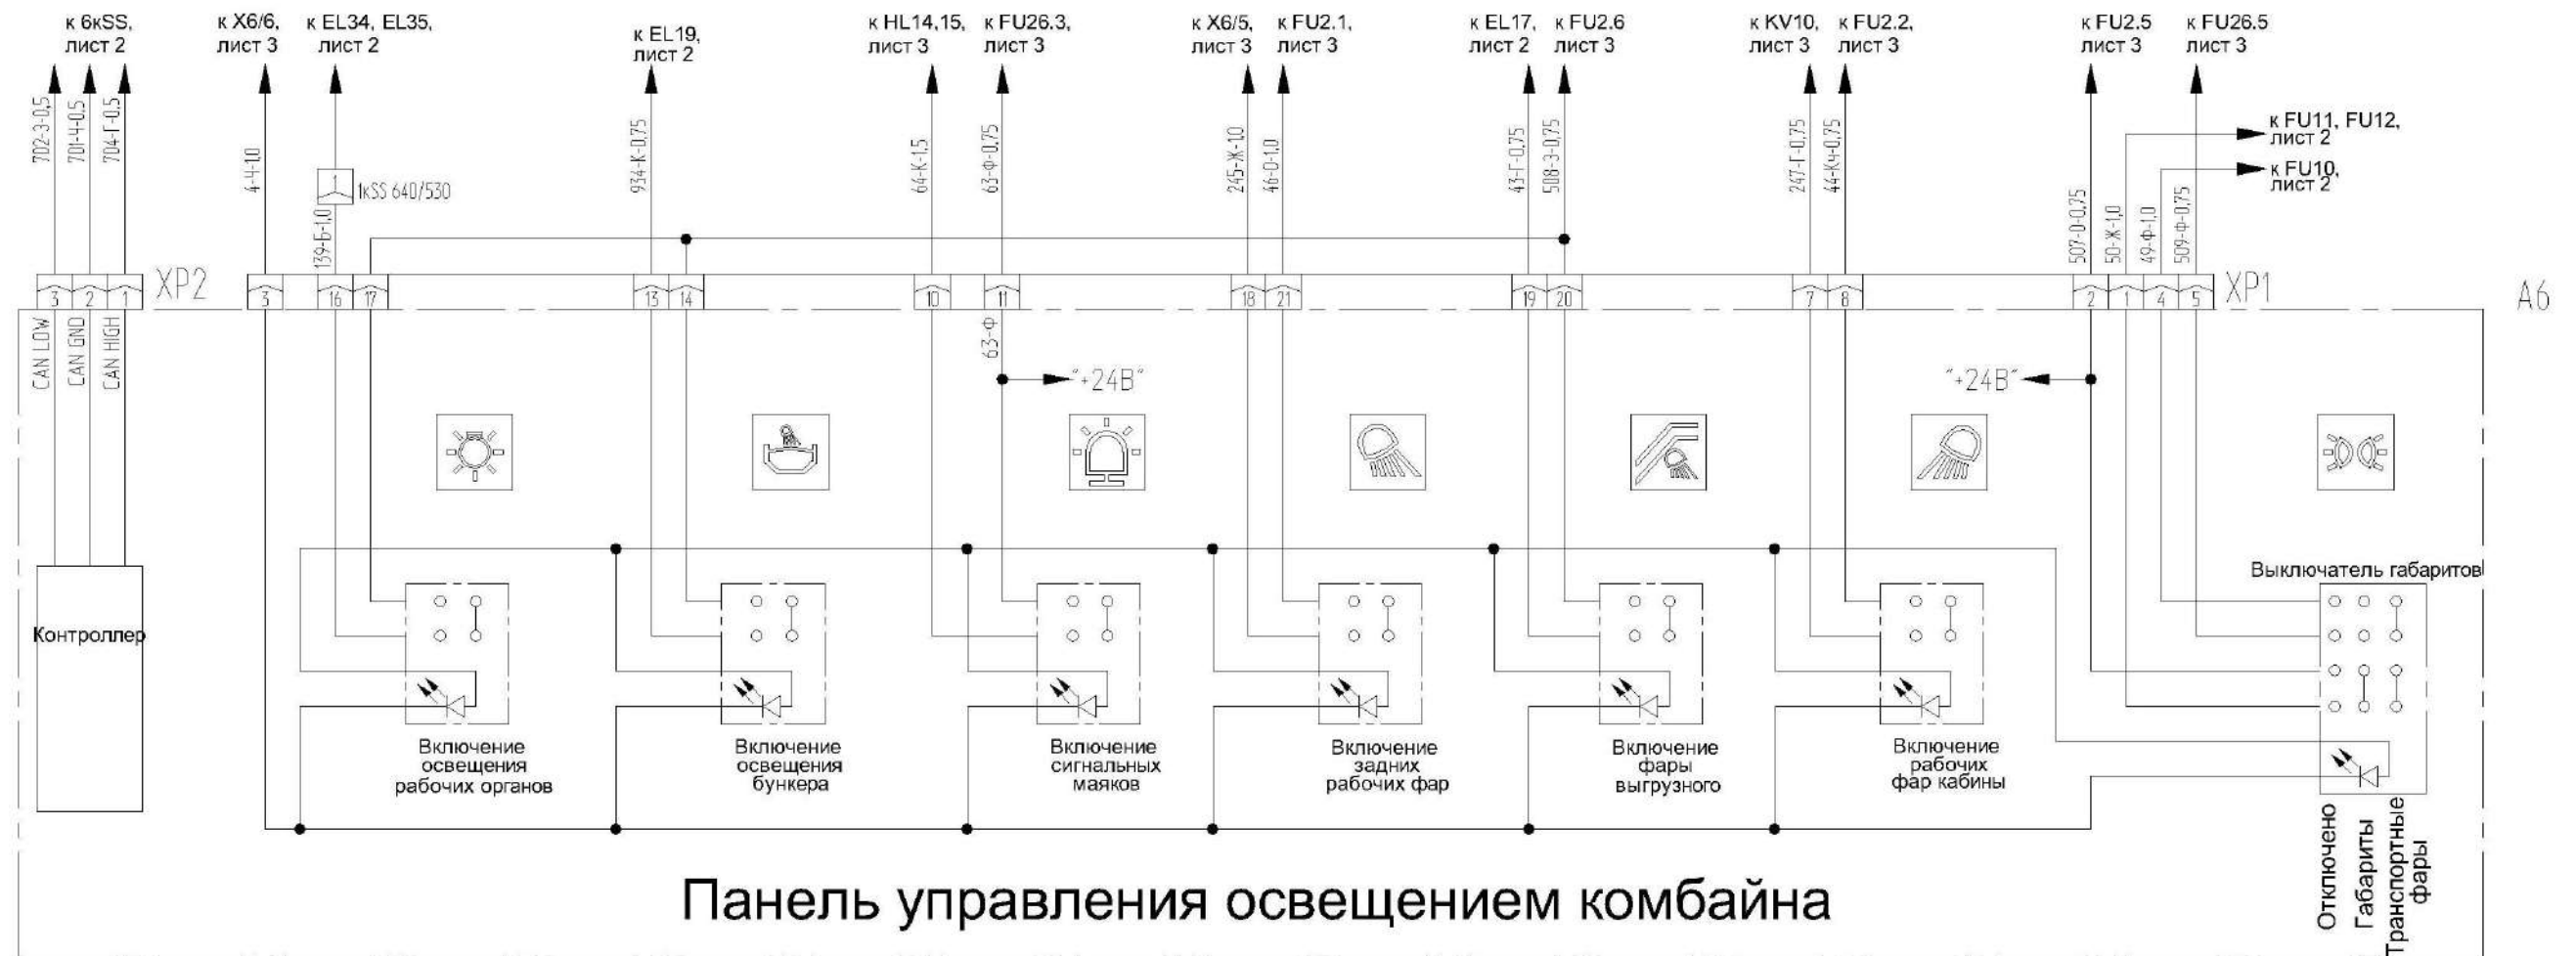 к 6кSS,
лист 2
к X6/6,
лист 3
к EL34, EL35,
лист 2
к EL19,
лист 2
к HL14,15,
лист 3
к FU26.3,
лист 3
к X6/5,
лист 3
к FU2.1,
лист 3
к EL17,
лист 2
к FU2.6
лист 3
к KV10,
лист 3
к FU2.2,
лист 3
к FU2.5
лист 3
к FU26.5
лист 3
к FU11, FU12,
лист 2
к FU10,
лист 2
702-З-0,5
701-Ч-0,5
704-Г-0,5
4-Ч-1,0
1
1кSS 640/530
139-Б-1,0
934-К-0,75
64-К-1,5
63-Ф-0,75
245-Ж-1,0
46-О-1,0
43-Г-0,75
508-З-0,75
247-Г-0,75
44-КЧ-0,75
507-О-0,75
50-Ж-1,0
49-Ф-1,0
509-Ф-0,75
3 2 1 XP2 3 16 17 13 14 10 11 18 21 19 20 7 8 2 1 4 5 XP1
A6
CAN LOW
CAN GND
CAN HIGH
63-Ф
"+24В"
"+24В"
Выключатель габаритов
Контроллер
Включение
освещения
рабочих органов
Включение
освещения
бункера
Включение
сигнальных
маяков
Включение
задних
рабочих фар
Включение
фары
выгрузного
Включение
рабочих
фар кабины
Отключено
Габариты
Транспортные
фары
Панель управления освещением комбайна